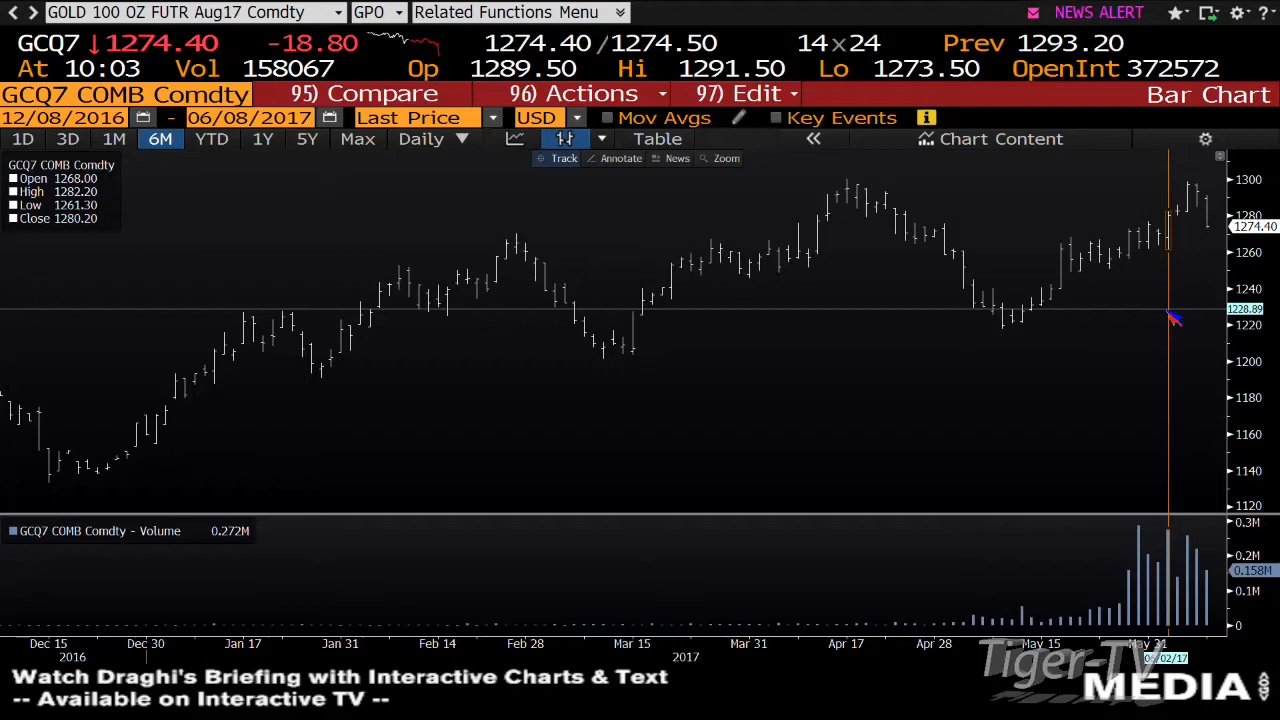 GOLD 100 OZ FUTR Aug17 Comdty GPO Related Functions Menu NEWS ALERT ?
GCQ7 ↓1274.40 -18.80 1274.40/1274.50 14x24 Prev 1293.20
At 10:03 Vol 158067 Op 1289.50 Hi 1291.50 Lo 1273.50 OpenInt 372572
GCQ7 COMB Comdty 95) Compare 96) Actions 97) Edit Bar Chart
12/08/2016 - 06/08/2017 Last Price USD Mov Avgs Key Events
1D 3D 1M 6M YTD 1Y 5Y Max Daily Table « Chart Content
Track Annotate News Zoom
GCQ7 COMB Comdty
Open 1268.00
High 1282.20
Low 1261.30
Close 1280.20
1300
1280
1274.40
1260
1240
1228.89
1220
1200
1180
1160
1140
1120
GCQ7 COMB Comdty - Volume 0.272M
0.3M
0.2M
0.158M
0.1M
0
Dec 15 Dec 30 Jan 17 Jan 31 Feb 14 Feb 28 Mar 15 Mar 31 Apr 17 Apr 28 May 15 May 31
2016 2017 06/02/17
Tiger-TV
Watch Draghi's Briefing with Interactive Charts & Text
-- Available on Interactive TV --
MEDIA